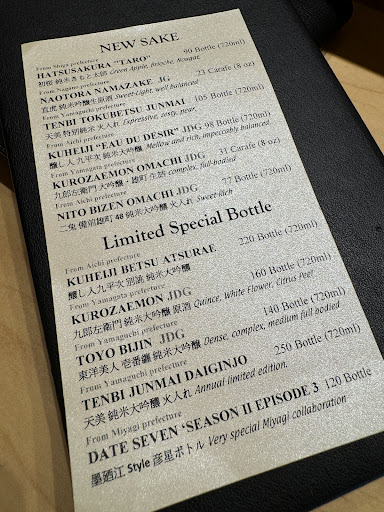 NEW SAKE
From Shiga prefecture
HATSUSAKURA "TARO" 90 Bottle (720ml)
初桜 純米きもと太郎 Green Apple, Brioche, Nougat
From Nagano prefecture
NAOTORA NAMAZAKE JG 23 Carafe (8 oz)
直虎 純米吟醸生原酒 Sweet-Light, well balanced
From Yamaguchi prefecture
TENBI TOKUBETSU JUNMAI 105 Bottle (720ml)
天美 特別純米 火入れ Expressive, zesty, pear
From Aichi prefecture
KUHEIJI "EAU DU DESIR" JDG 98 Bottle (720ml)
醸し人 九平次 純米大吟醸 Mellow and rich, impeccably balanced.
From Yamagata prefecture
KUROZAEMON OMACHI JDG 31 Carafe (8 oz)
九郎左衛門 大吟醸・雄町 生詰 complex, full-bodied
From Aichi prefecture
NITO BIZEN OMACHI JDG 77 Bottle (720ml)
二兎 備前雄町 48 純米大吟醸 火入れ Sweet-rich
Limited Special Bottle
From Aichi prefecture
KUHEIJI BETSU ATSURAE 220 Bottle (720ml)
醸し人九平次 別誂 純米大吟醸
From Yamagata prefecture
KUROZAEMON JDG 160 Bottle (720ml)
九郎左衛門 純米大吟醸 原酒 Quince, White Flower, Citrus Peel
From Yamaguchi prefecture
TOYO BIJIN JDG 140 Bottle (720ml)
東洋美人 壱番纏 純米大吟醸 Dense, complex, medium full bodied
From Yamaguchi prefecture
TENBI JUNMAI DAIGINJO 250 Bottle (720ml)
天美 純米大吟醸 火入れ Annual limited edition.
From Miyagi prefecture
DATE SEVEN 'SEASON II EPISODE 3 120 Bottle
墨廼江 Style 彦星ボトル Very special Miyagi collaboration